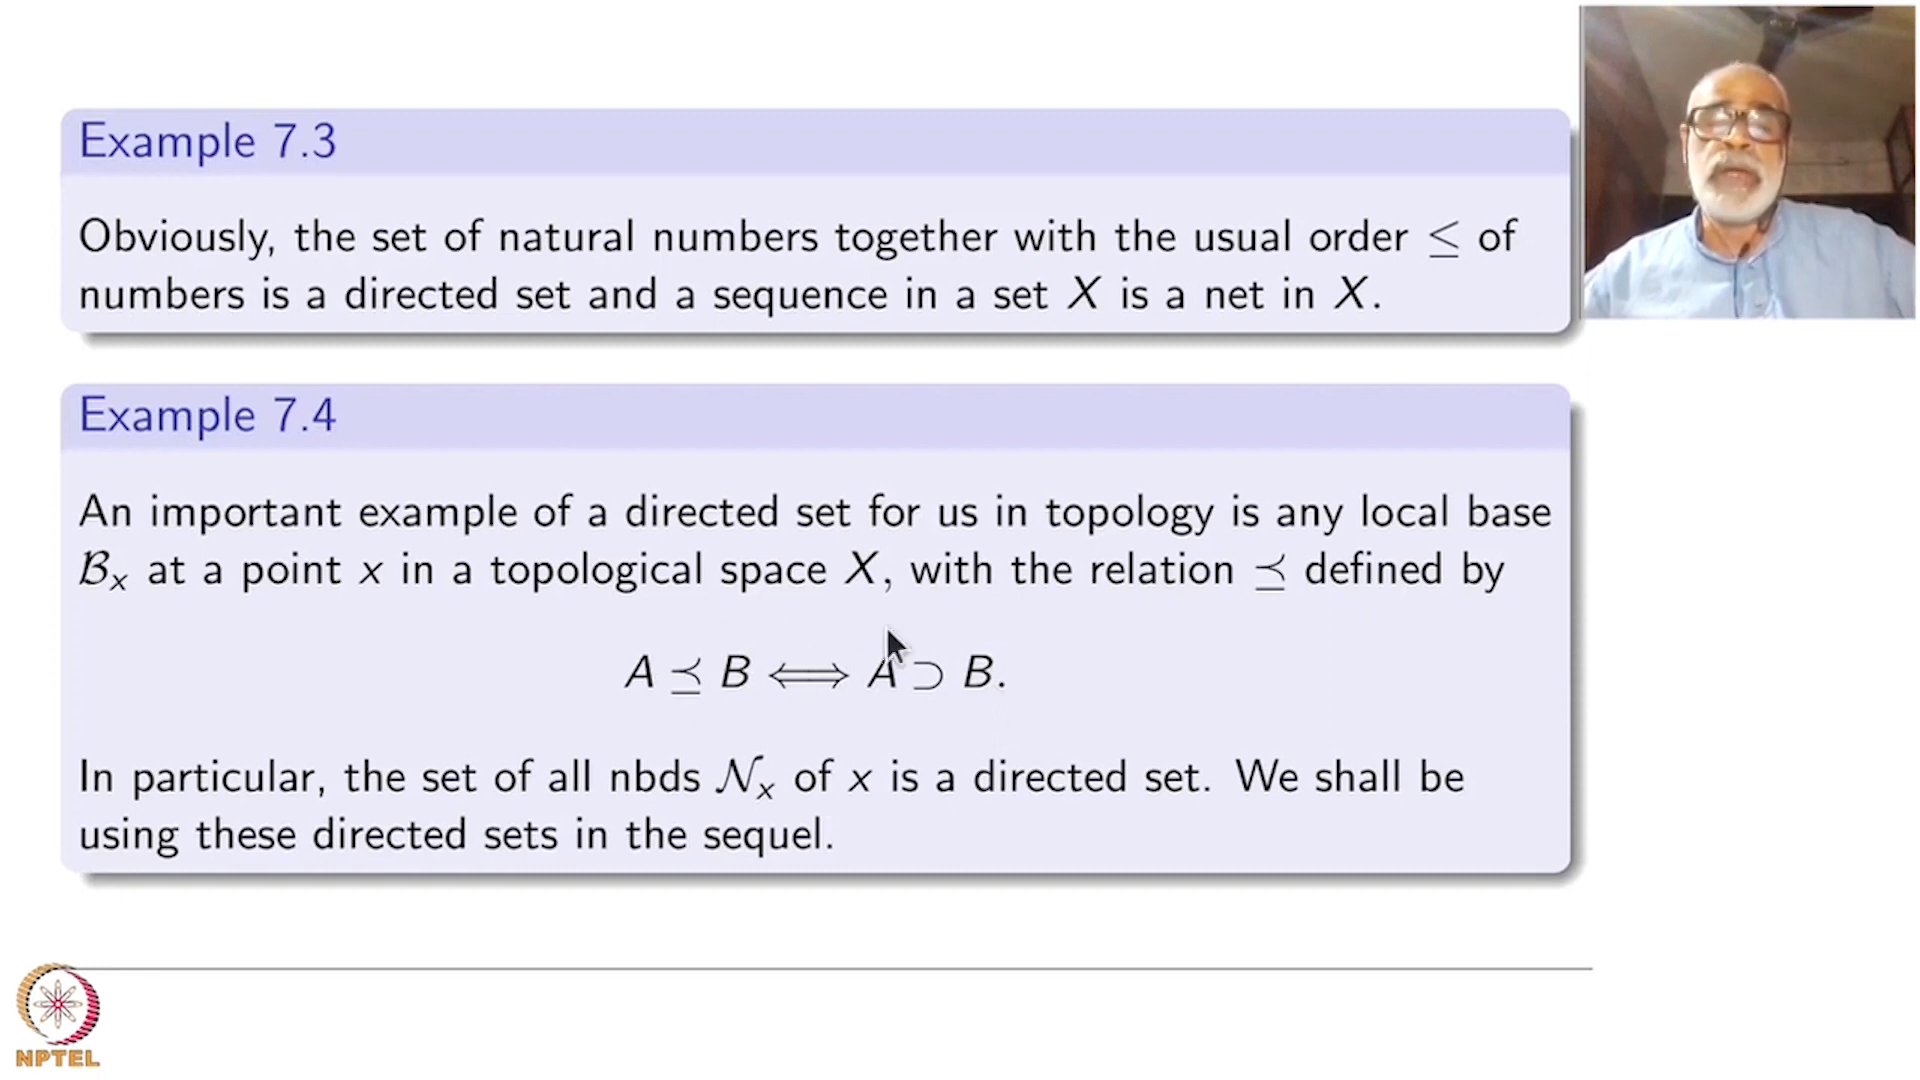 Example 7.3
Obviously, the set of natural numbers together with the usual order ≤ of
numbers is a directed set and a sequence in a set X is a net in X.
Example 7.4
An important example of a directed set for us in topology is any local base
ℬₓ at a point x in a topological space X, with the relation ⪯ defined by
A ⪯ B ⟺ A ⊃ B.
In particular, the set of all nbds 𝒩ₓ of x is a directed set. We shall be
using these directed sets in the sequel.
NPTEL